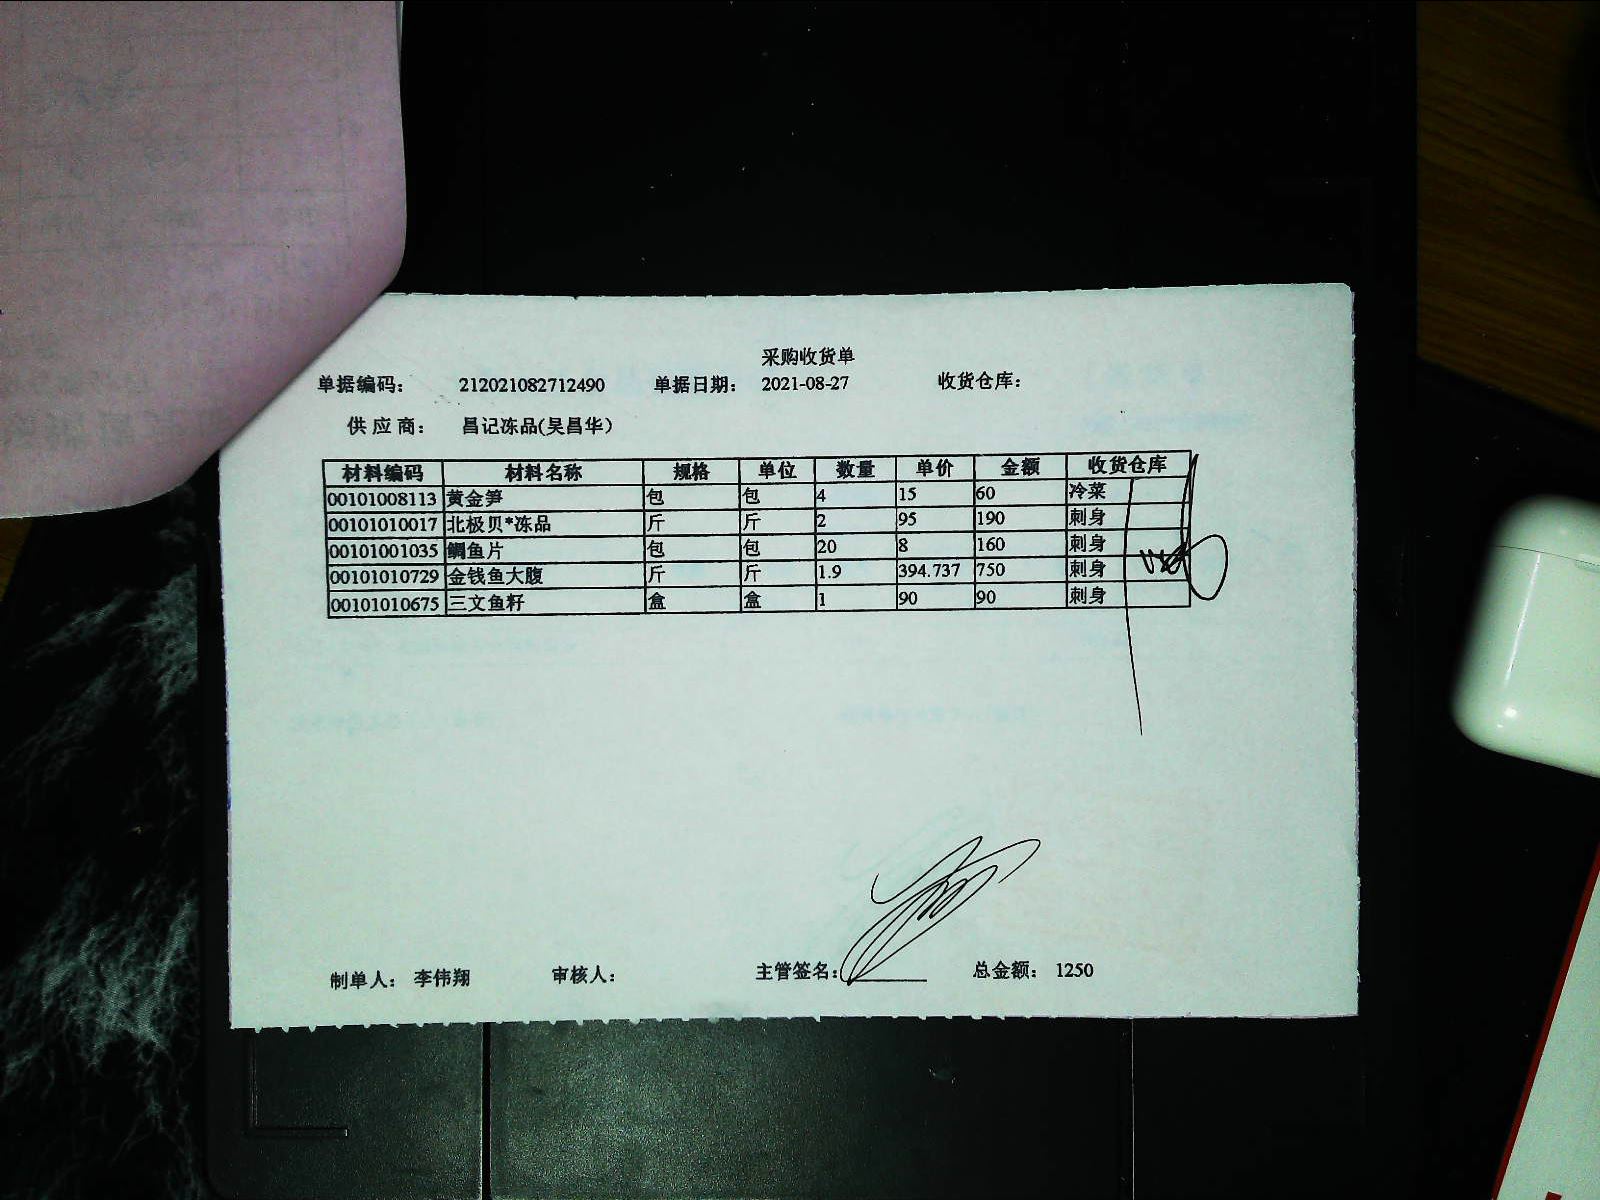 采购收货单
单据编码： 212021082712490 单据日期： 2021-08-27 收货仓库：
供应商： 昌记冻品(吴昌华)
材料编码 材料名称 规格 单位 数量 单价 金额 收货仓库
00101008113 黄金笋 包 包 4 15 60 冷菜
00101010017 北极贝*冻品 斤 斤 2 95 190 刺身
00101001035 鲷鱼片 包 包 20 8 160 刺身
00101010729 金钱鱼大腹 斤 斤 1.9 394.737 750 刺身
00101010675 三文鱼籽 盒 盒 1 90 90 刺身
制单人： 李伟翔 审核人： 主管签名： 总金额： 1250